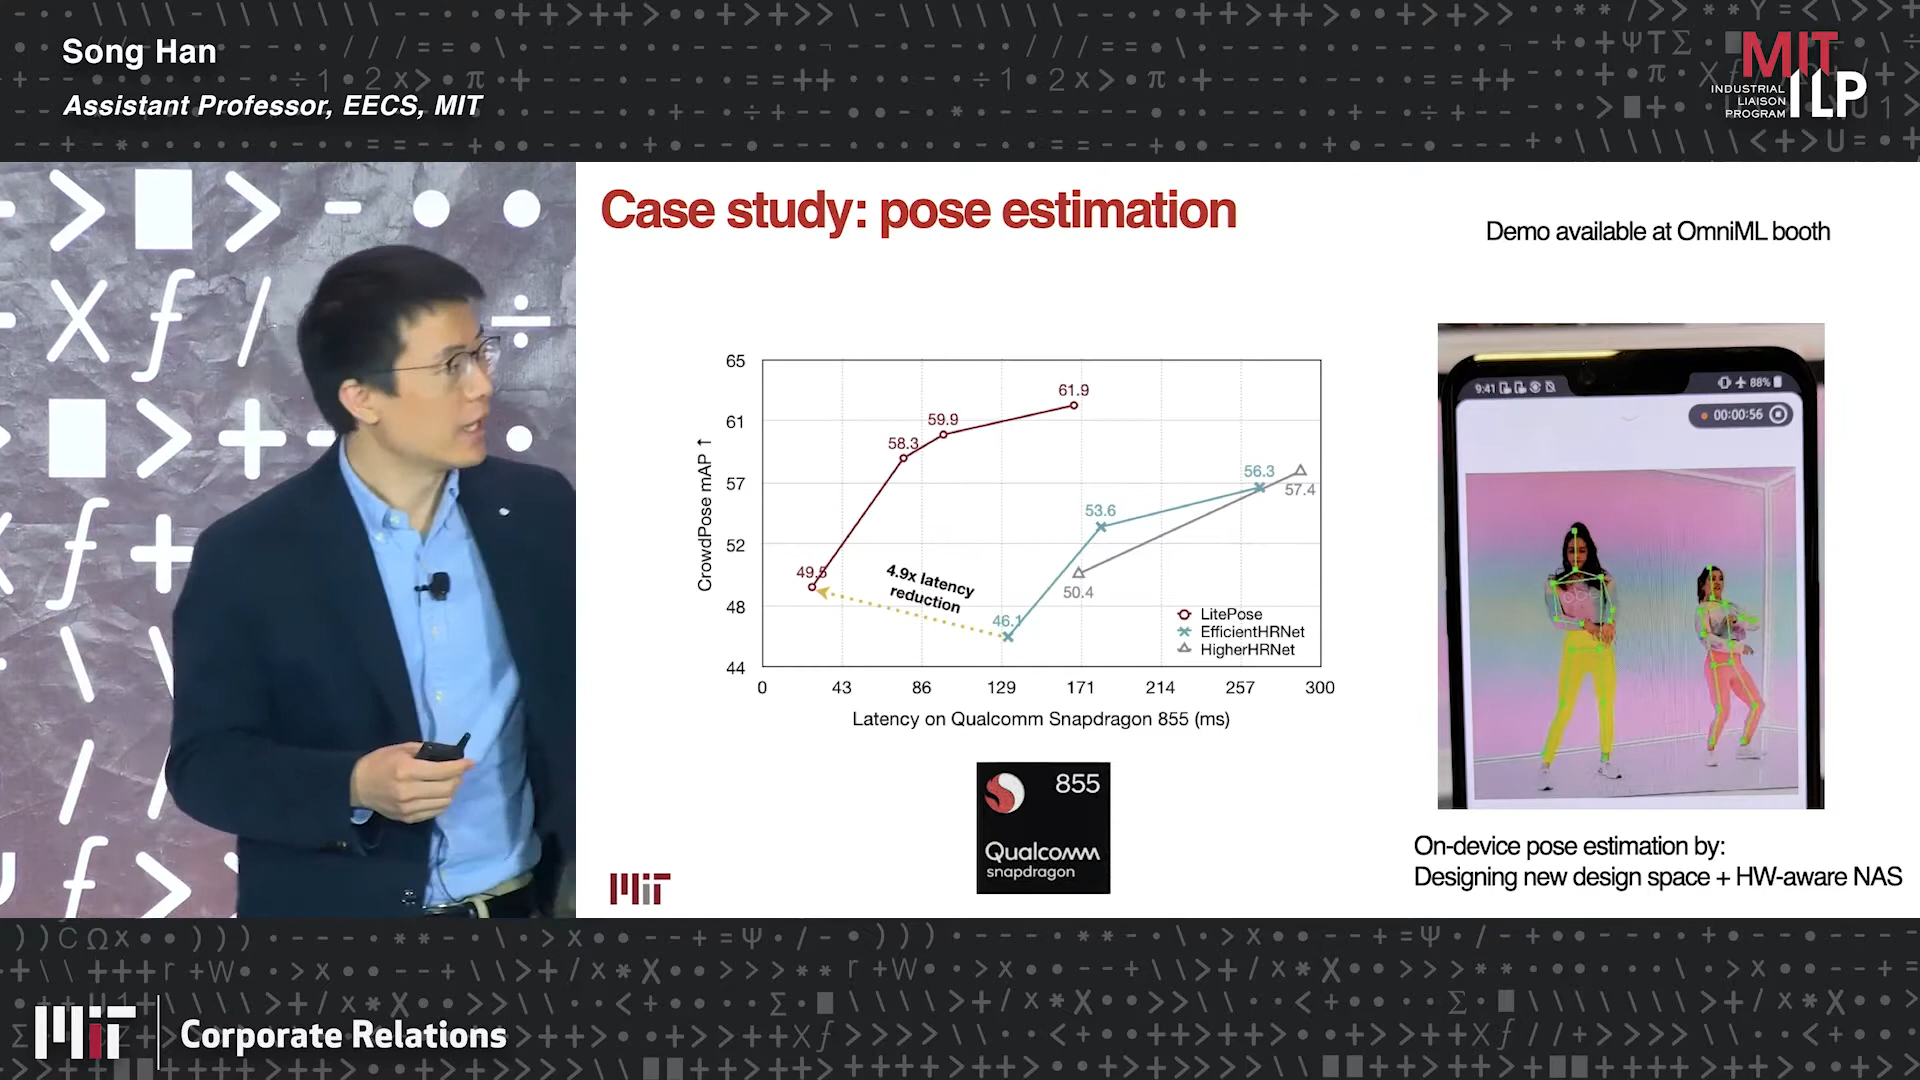 Song Han
Assistant Professor, EECS, MIT
MIT
ILP
INDUSTRIAL
LIAISON
PROGRAM
Case study: pose estimation
Demo available at OmniML booth
65
61
57
52
48
44
CrowdPose mAP ↑
0 43 86 129 171 214 257 300
Latency on Qualcomm Snapdragon 855 (ms)
49.5
58.3
59.9
61.9
46.1
53.6
56.3
50.4
57.4
4.9x latency
reduction
LitePose
EfficientHRNet
HigherHRNet
9:41
88%
00:00:56
855
Qualcomm
snapdragon
MIT
On-device pose estimation by:
Designing new design space + HW-aware NAS
MIT
Corporate Relations